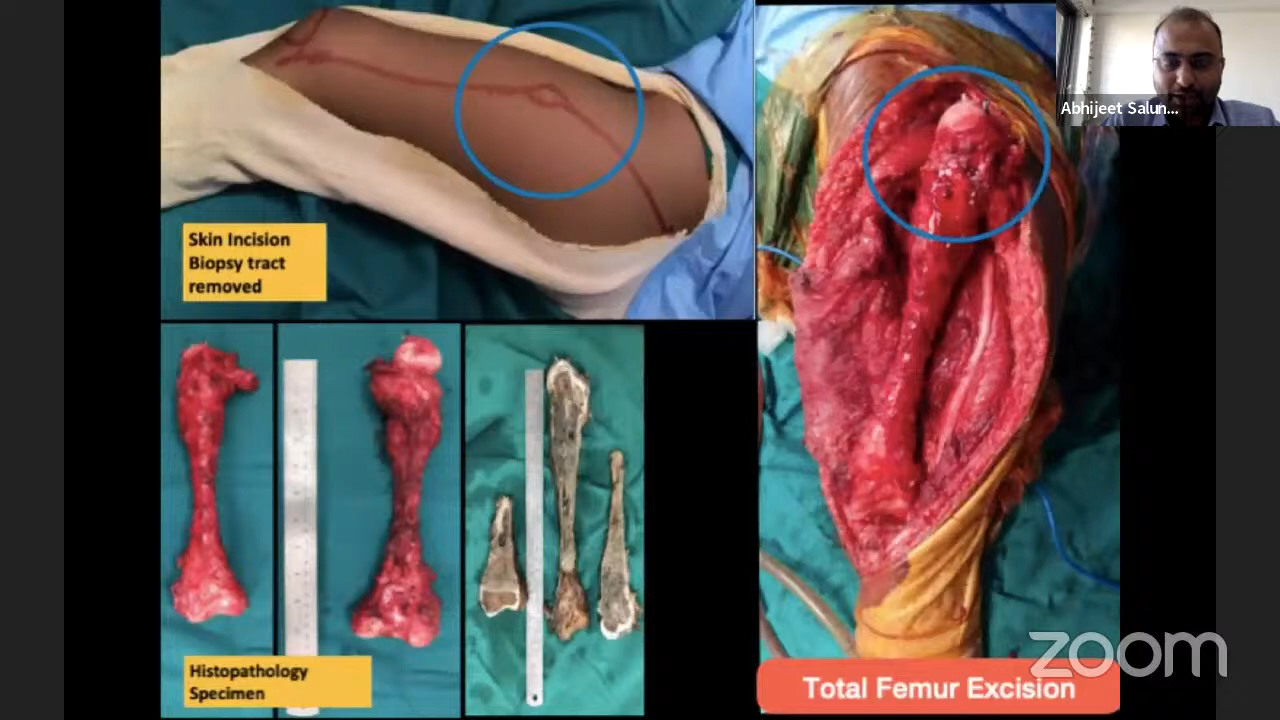 Skin Incision
Biopsy tract
removed
Abhijeet Salun...
Histopathology
Specimen
Total Femur Excision
zoom